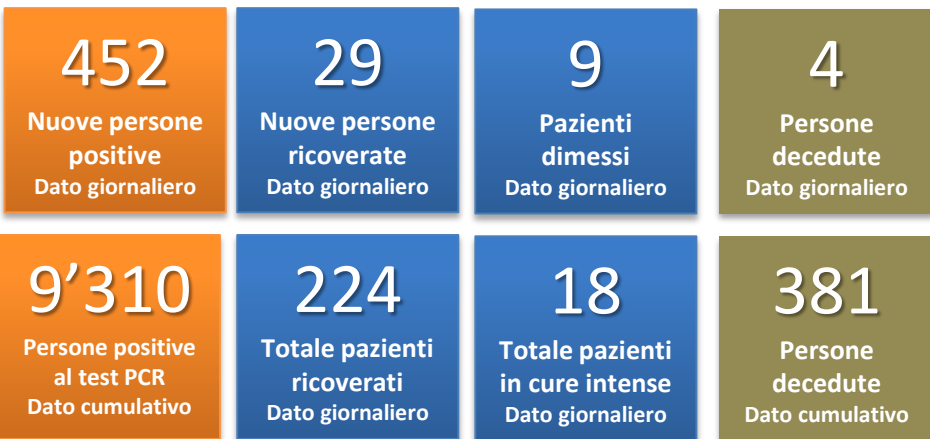 452
Nuove persone
positive
Dato giornaliero
29
Nuove persone
ricoverate
Dato giornaliero
9
Pazienti
dimessi
Dato giornaliero
4
Persone
decedute
Dato giornaliero
9’310
Persone positive
al test PCR
Dato cumulativo
224
Totale pazienti
ricoverati
Dato giornaliero
18
Totale pazienti
in cure intense
Dato giornaliero
381
Persone
decedute
Dato cumulativo